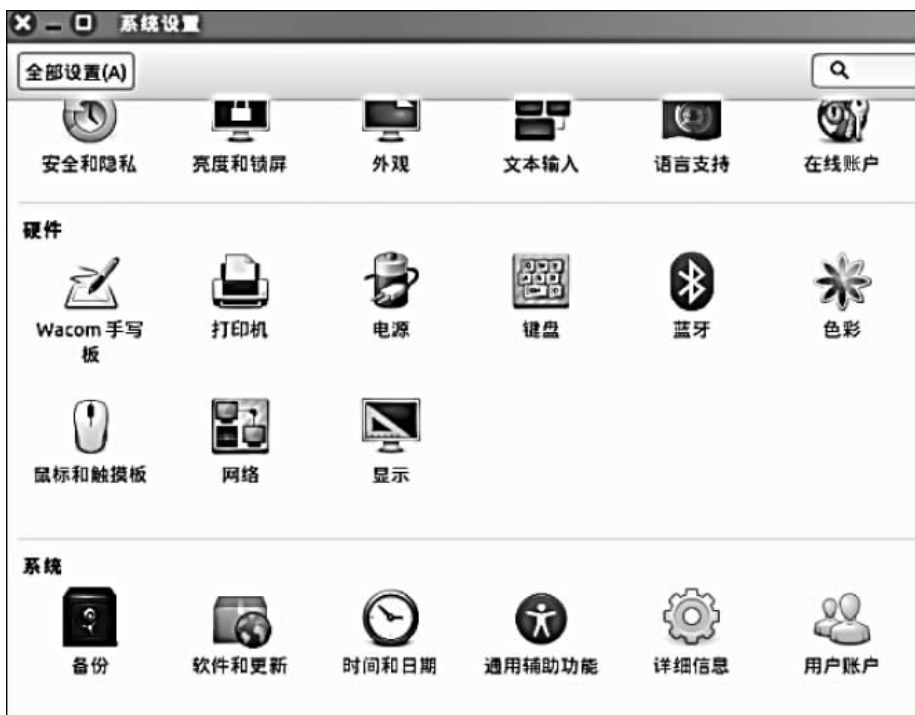 系统设置
全部设置(A)
安全和隐私 亮度和锁屏 外观 文本输入 语言支持 在线账户
硬件
Wacom 手写 打印机 电源 键盘 蓝牙 色彩
板
鼠标和触摸板 网络 显示
系统
备份 软件和更新 时间和日期 通用辅助功能 详细信息 用户账户